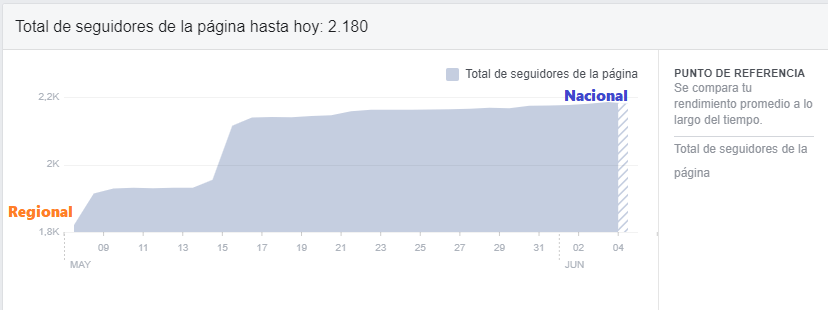 Total de seguidores de la página hasta hoy: 2.180
Total de seguidores de la página
PUNTO DE REFERENCIA
Se compara tu
rendimiento promedio a lo
largo del tiempo.
Total de seguidores de la
página
2,2K
Nacional
2K
Regional
1.8K
09 11 13 15 17 19 21 23 25 27 29 31 02 04
MAY JUN